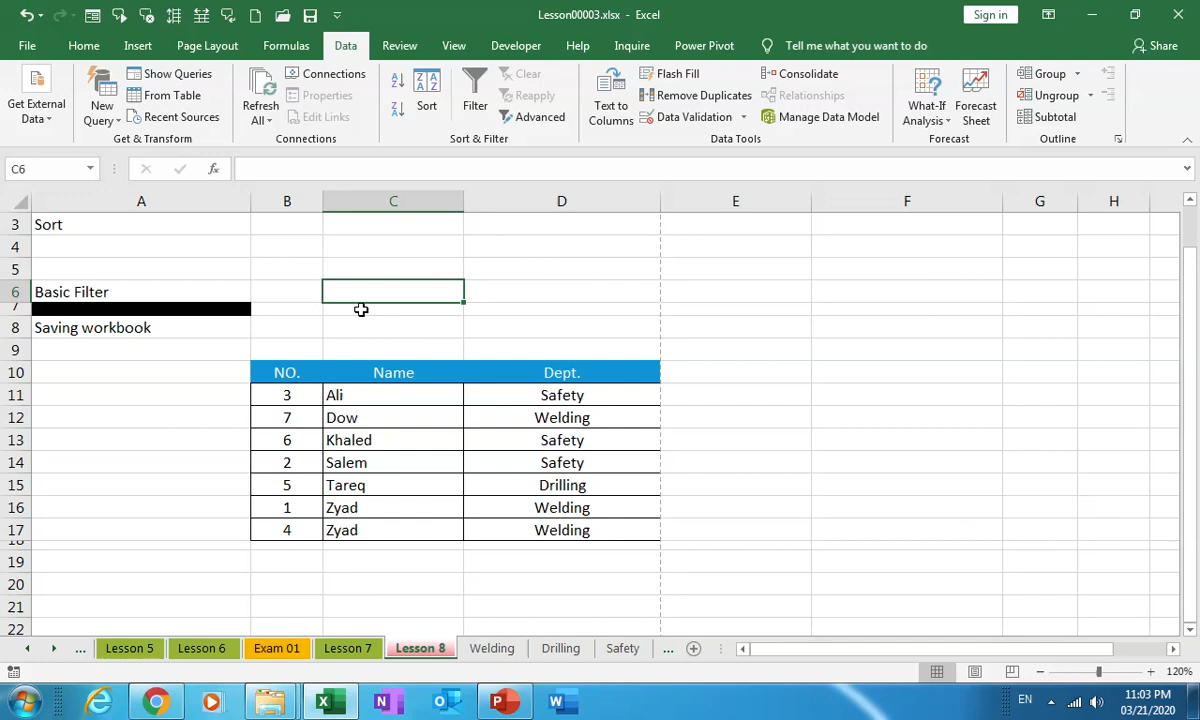 Lesson00003.xlsx - Excel
Sign in
File Home Insert Page Layout Formulas Data Review View Developer Help Inquire Power Pivot Tell me what you want to do Share
Get External Data
New Query
Show Queries
From Table
Recent Sources
Get & Transform
Refresh All
Connections
Properties
Edit Links
Connections
Sort
Filter
Clear
Reapply
Advanced
Sort & Filter
Text to Columns
Flash Fill
Remove Duplicates
Data Validation
Consolidate
Relationships
Manage Data Model
Data Tools
What-If Analysis
Forecast Sheet
Forecast
Group
Ungroup
Subtotal
Outline
C6 fx
A B C D E F G H
3 Sort
4
5
6 Basic Filter
7
8 Saving workbook
9
10 NO. Name Dept.
11 3 Ali Safety
12 7 Dow Welding
13 6 Khaled Safety
14 2 Salem Safety
15 5 Tareq Drilling
16 1 Zyad Welding
17 4 Zyad Welding
18
19
20
21
22
... Lesson 5 Lesson 6 Exam 01 Lesson 7 Lesson 8 Welding Drilling Safety ...
120%
EN 11:03 PM
03/21/2020